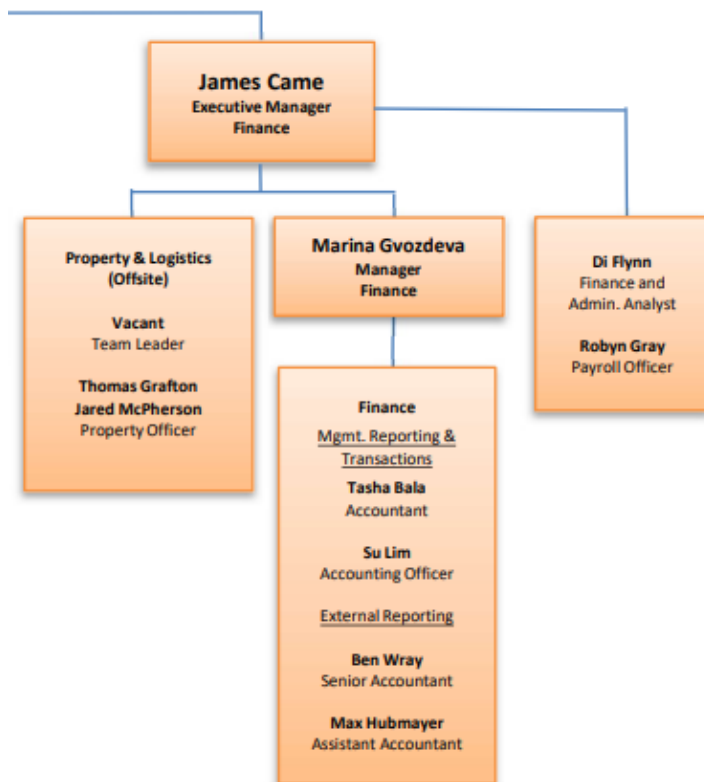 James Came
Executive Manager
Finance
Property & Logistics
(Offsite)
Vacant
Team Leader
Thomas Grafton
Jared McPherson
Property Officer
Marina Gvozdeva
Manager
Finance
Finance
Mgmt. Reporting &
Transactions
Tasha Bala
Accountant
Su Lim
Accounting Officer
External Reporting
Ben Wray
Senior Accountant
Max Hubmayer
Assistant Accountant
Di Flynn
Finance and
Admin. Analyst
Robyn Gray
Payroll Officer